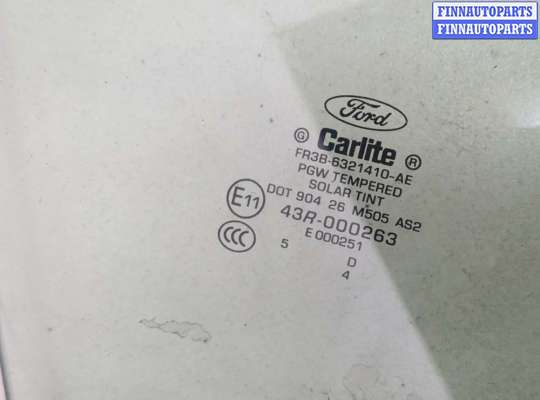 FINNAUTOPARTS
FINNAUTOPARTS
Ford
G Carlite R
FR3B-6321410-AE
PGW TEMPERED
SOLAR TINT
DOT 904 26 M505 AS2
E11 43R-000263
E 000251
CCC 5 D
4